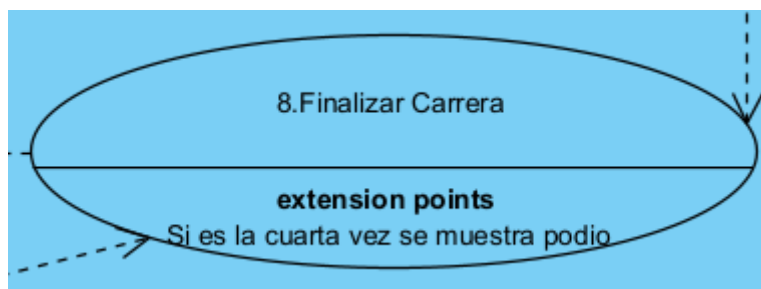 8.Finalizar Carrera
extension points
Si es la cuarta vez se muestra podio